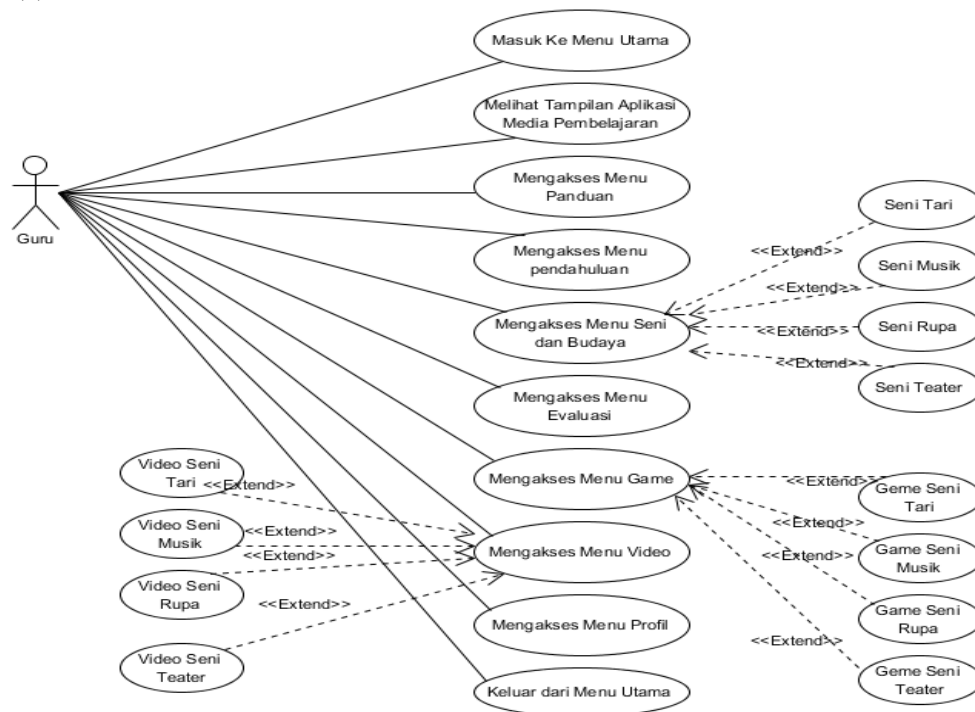 Masuk Ke Menu Utama
Melihat Tampilan Aplikasi
Media Pembelajaran
Guru
Mengakses Menu
Panduan
Mengakses Menu
pendahuluan
Mengakses Menu Seni
dan Budaya
Mengakses Menu
Evaluasi
Mengakses Menu Game
Mengakses Menu Video
Mengakses Menu Profil
Keluar dari Menu Utama
Seni Tari
<<Extend>>
Seni Musik
<<Extend>>
Seni Rupa
<<Extend>>
Seni Teater
<<Extend>>
Video Seni
Tari
<<Extend>>
Video Seni
Musik
<<Extend>>
Video Seni
Rupa
<<Extend>>
Video Seni
Teater
<<Extend>>
Geme Seni
Tari
<<Extend>>
Game Seni
Musik
<<Extend>>
Game Seni
Rupa
<<Extend>>
Geme Seni
Teater
<<Extend>>